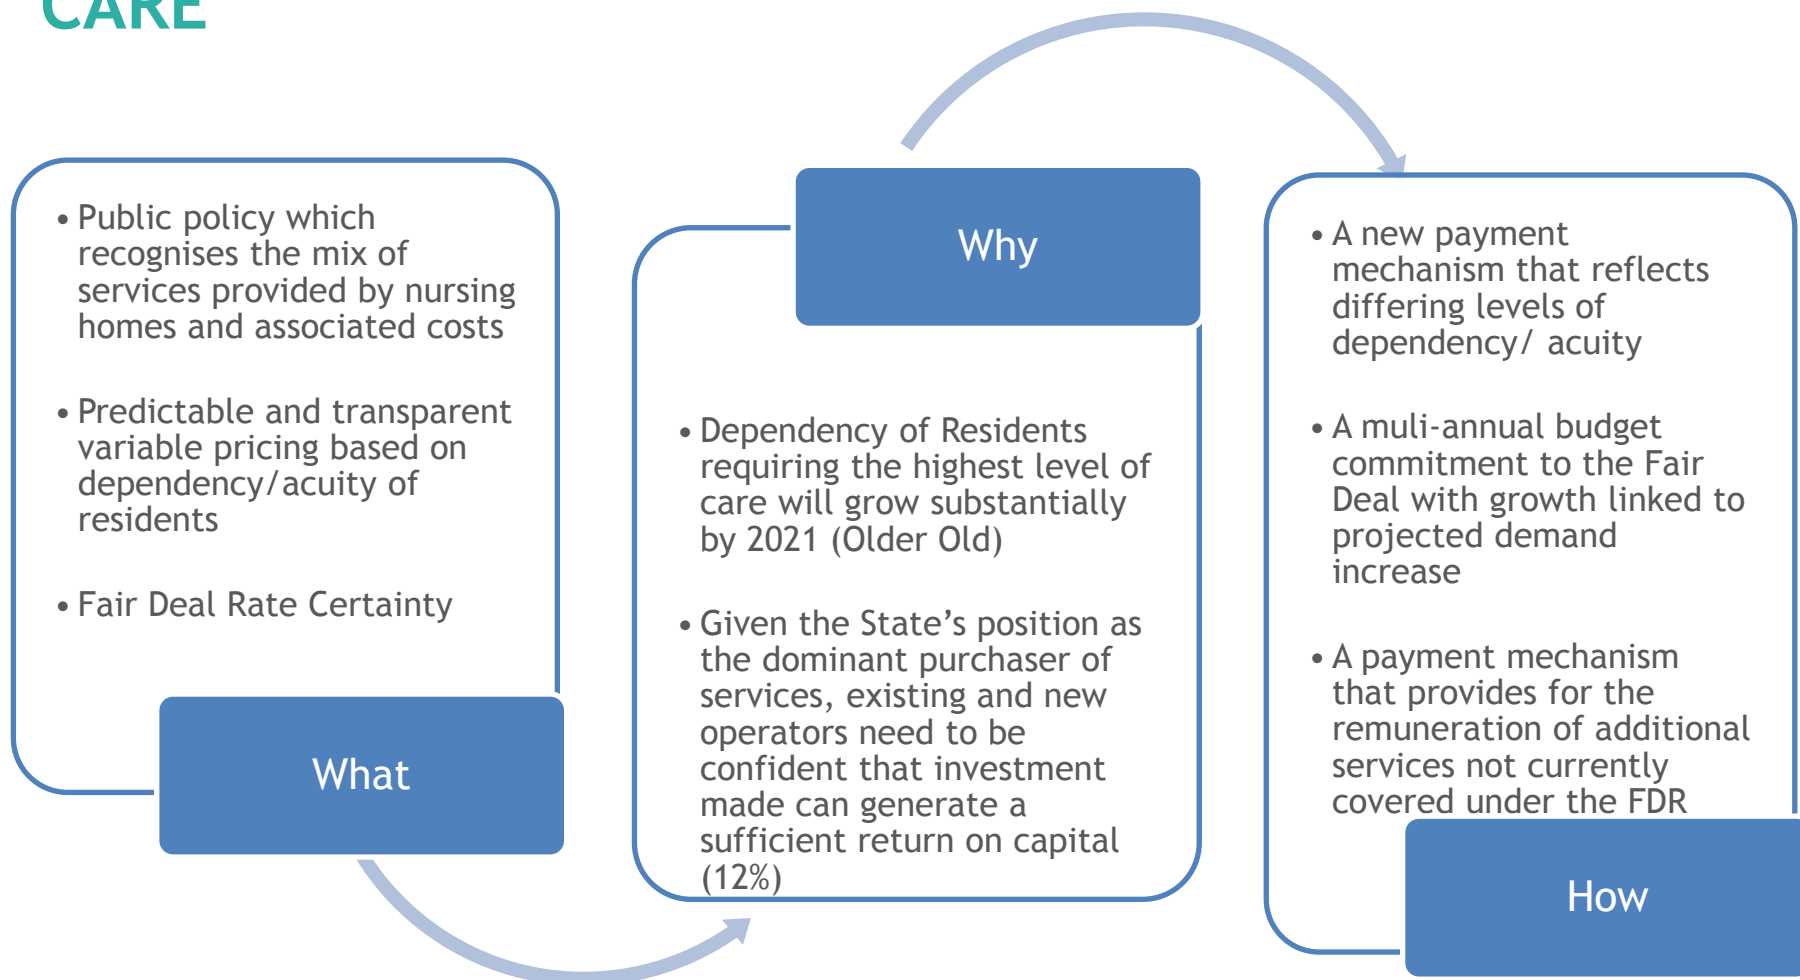 CARE
• Public policy which
recognises the mix of
services provided by nursing
homes and associated costs
• Predictable and transparent
variable pricing based on
dependency/acuity of
residents
• Fair Deal Rate Certainty
What
Why
• Dependency of Residents
requiring the highest level of
care will grow substantially
by 2021 (Older Old)
• Given the State’s position as
the dominant purchaser of
services, existing and new
operators need to be
confident that investment
made can generate a
sufficient return on capital
(12%)
• A new payment
mechanism that reflects
differing levels of
dependency/ acuity
• A muli-annual budget
commitment to the Fair
Deal with growth linked to
projected demand
increase
• A payment mechanism
that provides for the
remuneration of additional
services not currently
covered under the FDR
How